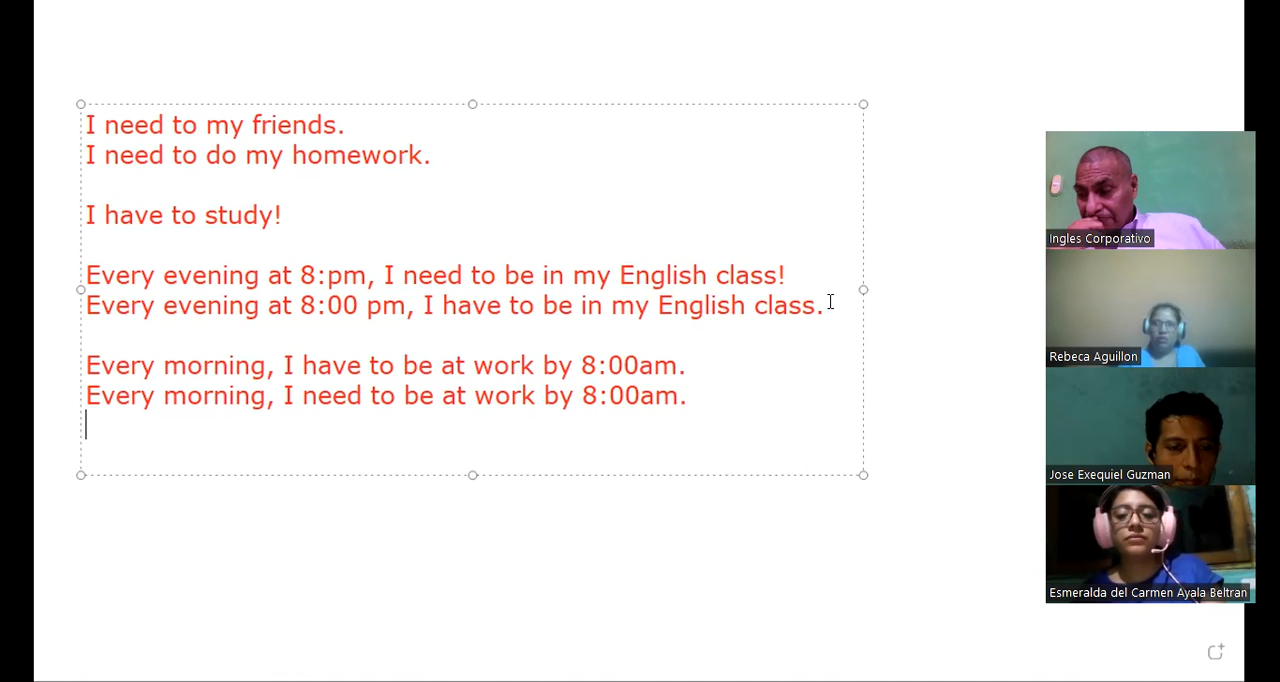 I need to my friends.
I need to do my homework.
I have to study!
Every evening at 8:pm, I need to be in my English class!
Every evening at 8:00 pm, I have to be in my English class.
Every morning, I have to be at work by 8:00am.
Every morning, I need to be at work by 8:00am.
Ingles Corporativo
Rebeca Aguillon
Jose Exequiel Guzman
Esmeralda del Carmen Ayala Beltran